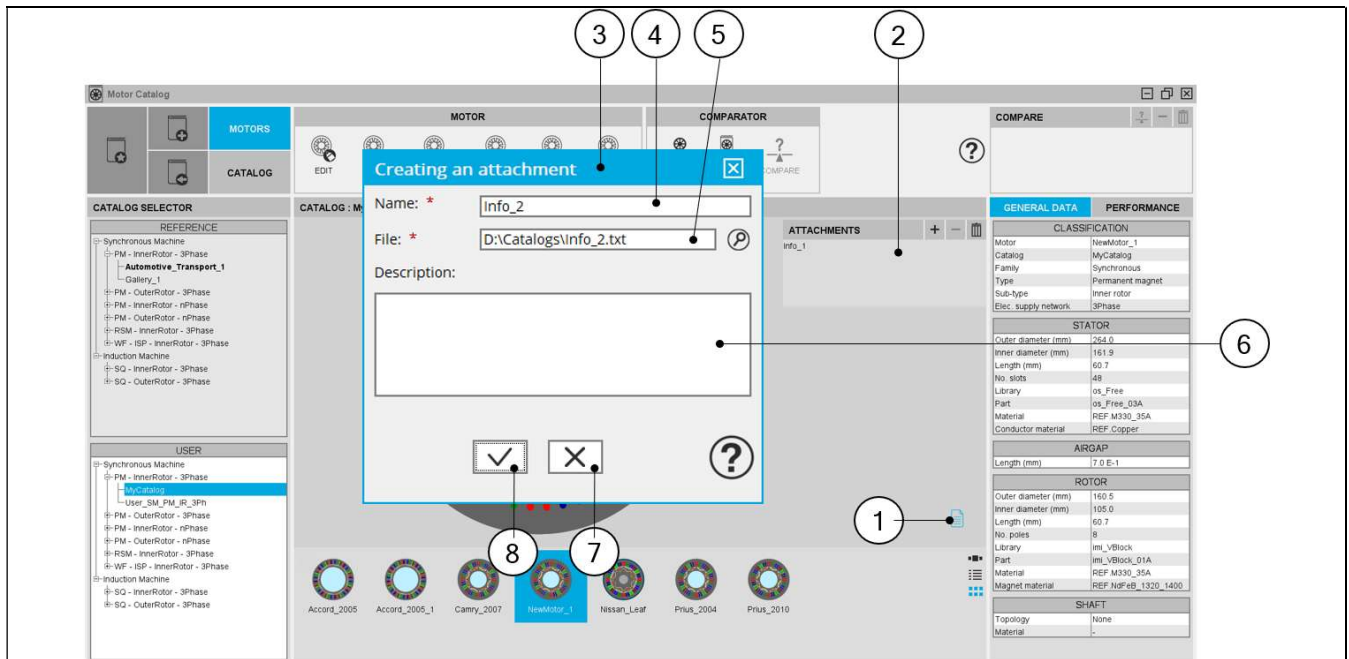 3 4 5 2
Motor Catalog
MOTORS
CATALOG
MOTOR
EDIT
COMPARATOR
?
COMPARE
?
COMPARE
?
Creating an attachment
Name: *
Info_2
File: *
D:\Catalogs\Info_2.txt
Description:
?
6
8 7
1
CATALOG SELECTOR
REFERENCE
Synchronous Machine
PM - InnerRotor - 3Phase
Automotive_Transport_1
Gallery_1
PM - OuterRotor - 3Phase
PM - InnerRotor - nPhase
PM - OuterRotor - nPhase
RSM - InnerRotor - 3Phase
WF - ISP - InnerRotor - 3Phase
Induction Machine
SQ - InnerRotor - 3Phase
SQ - OuterRotor - 3Phase
USER
Synchronous Machine
PM - InnerRotor - 3Phase
MyCatalog
User_SM_PM_IR_3Ph
PM - OuterRotor - 3Phase
PM - InnerRotor - nPhase
PM - OuterRotor - nPhase
RSM - InnerRotor - 3Phase
WF - ISP - InnerRotor - 3Phase
Induction Machine
SQ - InnerRotor - 3Phase
SQ - OuterRotor - 3Phase
CATALOG : M
ATTACHMENTS + -
Info_1
Accord_2005 Accord_2005_1 Camry_2007 NewMotor_1 Nissan_Leaf Prius_2004 Prius_2010
GENERAL DATA PERFORMANCE
CLASSIFICATION
Motor NewMotor_1
Catalog MyCatalog
Family Synchronous
Type Permanent magnet
Sub-type Inner rotor
Elec. supply network 3Phase
STATOR
Outer diameter (mm) 264.0
Inner diameter (mm) 161.9
Length (mm) 60.7
No. slots 48
Library os_Free
Part os_Free_03A
Material REF.M330_35A
Conductor material REF.Copper
AIRGAP
Length (mm) 7.0 E-1
ROTOR
Outer diameter (mm) 160.5
Inner diameter (mm) 105.0
Length (mm) 60.7
No. poles 8
Library imi_VBlock
Part imi_VBlock_01A
Material REF.M330_35A
Magnet material REF.NdFeB_1320_1400
SHAFT
Topology None
Material -